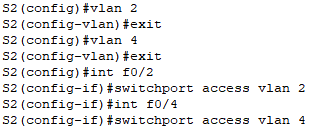 S2(config)#vlan 2
S2(config-vlan)#exit
S2(config)#vlan 4
S2(config-vlan)#exit
S2(config)#int f0/2
S2(config-if)#switchport access vlan 2
S2(config-if)#int f0/4
S2(config-if)#switchport access vlan 4